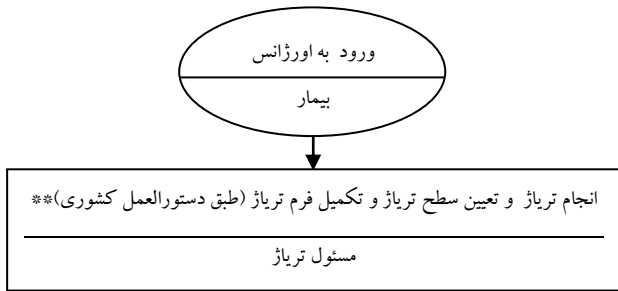 ورود به اورژانس
بیمار
انجام تریاژ و تعیین سطح تریاژ و تکمیل فرم تریاژ (طبق دستورالعمل کشوری)**
مسئول تریاژ